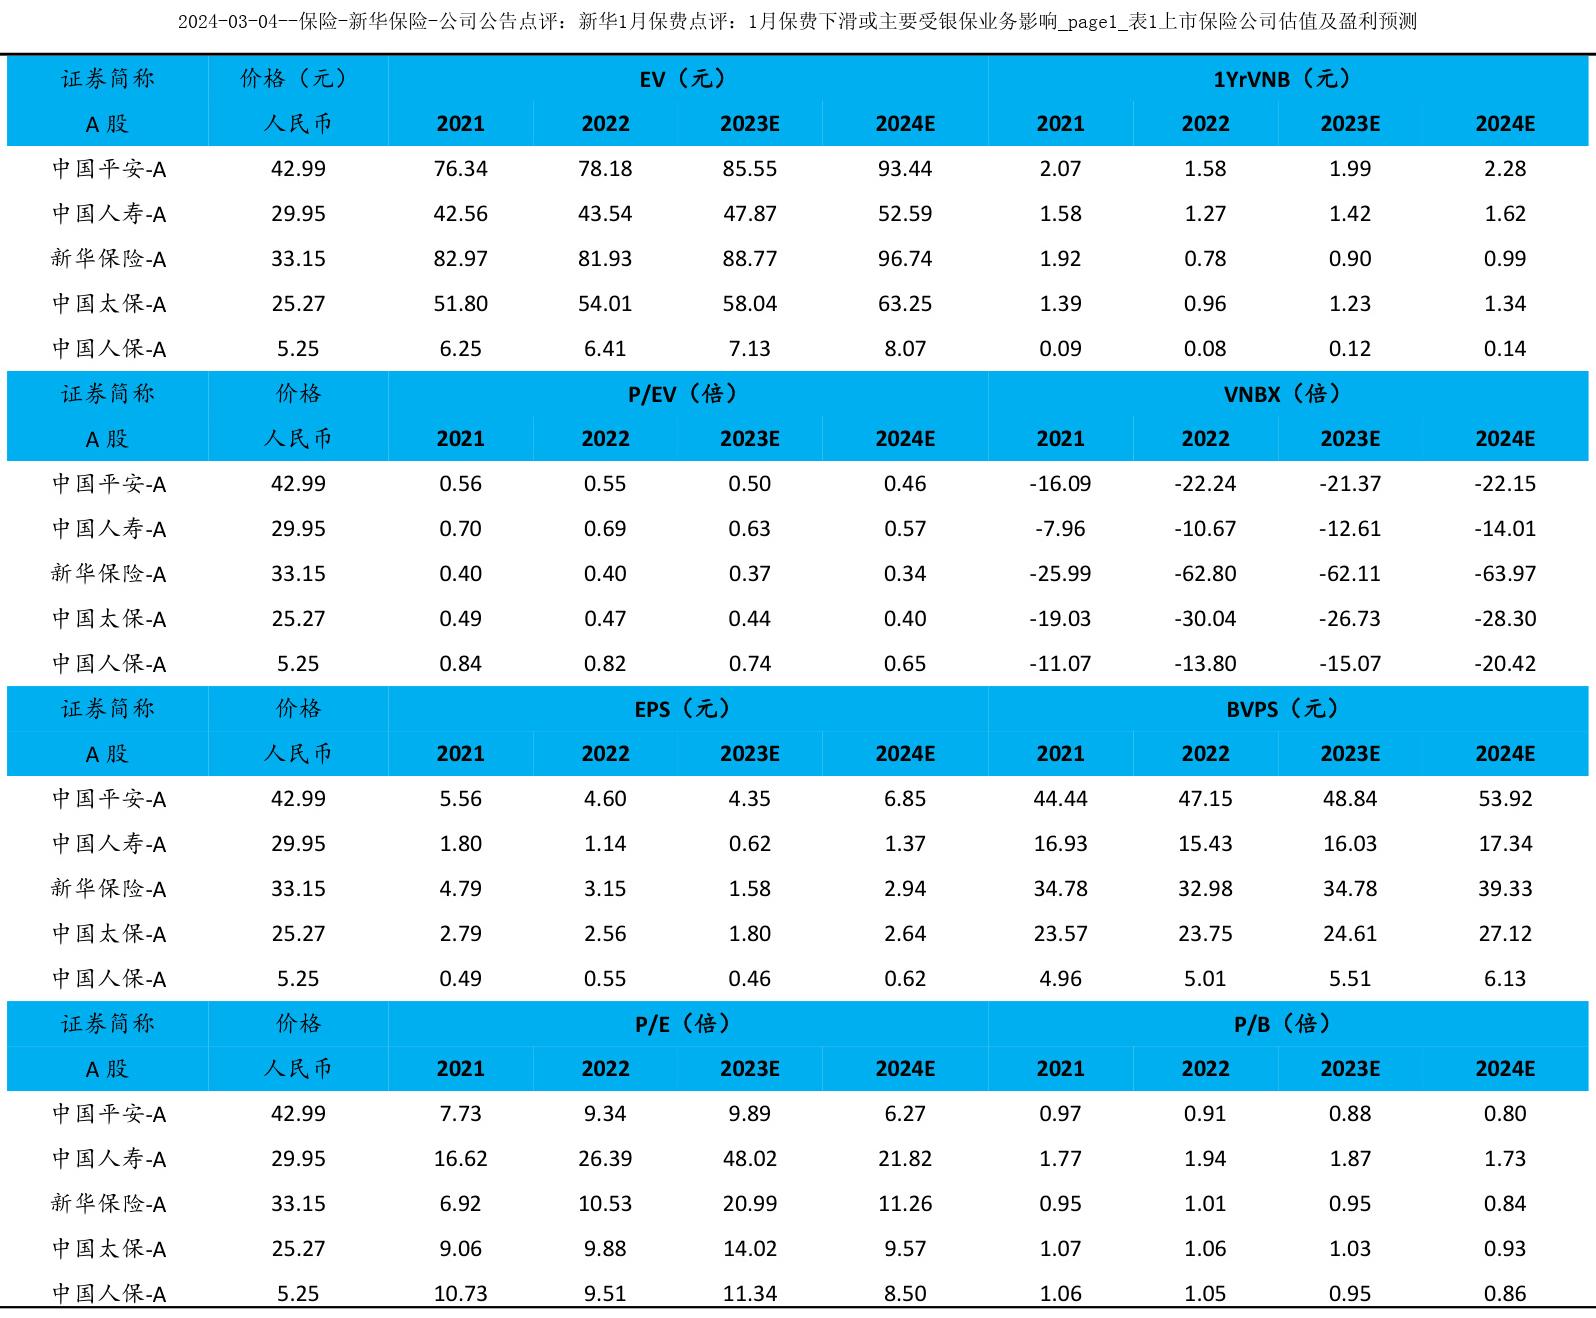 2024-03-04--保险-新华保险-公司公告点评：新华1月保费点评：1月保费下滑或主要受银保业务影响_page1_表1上市保险公司估值及盈利预测
证券简称 价格（元） EV（元） 1YrVNB（元）
A 股 人民币 2021 2022 2023E 2024E 2021 2022 2023E 2024E
中国平安-A 42.99 76.34 78.18 85.55 93.44 2.07 1.58 1.99 2.28
中国人寿-A 29.95 42.56 43.54 47.87 52.59 1.58 1.27 1.42 1.62
新华保险-A 33.15 82.97 81.93 88.77 96.74 1.92 0.78 0.90 0.99
中国太保-A 25.27 51.80 54.01 58.04 63.25 1.39 0.96 1.23 1.34
中国人保-A 5.25 6.25 6.41 7.13 8.07 0.09 0.08 0.12 0.14
证券简称 价格 P/EV（倍） VNBX（倍）
A 股 人民币 2021 2022 2023E 2024E 2021 2022 2023E 2024E
中国平安-A 42.99 0.56 0.55 0.50 0.46 -16.09 -22.24 -21.37 -22.15
中国人寿-A 29.95 0.70 0.69 0.63 0.57 -7.96 -10.67 -12.61 -14.01
新华保险-A 33.15 0.40 0.40 0.37 0.34 -25.99 -62.80 -62.11 -63.97
中国太保-A 25.27 0.49 0.47 0.44 0.40 -19.03 -30.04 -26.73 -28.30
中国人保-A 5.25 0.84 0.82 0.74 0.65 -11.07 -13.80 -15.07 -20.42
证券简称 价格 EPS（元） BVPS（元）
A 股 人民币 2021 2022 2023E 2024E 2021 2022 2023E 2024E
中国平安-A 42.99 5.56 4.60 4.35 6.85 44.44 47.15 48.84 53.92
中国人寿-A 29.95 1.80 1.14 0.62 1.37 16.93 15.43 16.03 17.34
新华保险-A 33.15 4.79 3.15 1.58 2.94 34.78 32.98 34.78 39.33
中国太保-A 25.27 2.79 2.56 1.80 2.64 23.57 23.75 24.61 27.12
中国人保-A 5.25 0.49 0.55 0.46 0.62 4.96 5.01 5.51 6.13
证券简称 价格 P/E（倍） P/B（倍）
A 股 人民币 2021 2022 2023E 2024E 2021 2022 2023E 2024E
中国平安-A 42.99 7.73 9.34 9.89 6.27 0.97 0.91 0.88 0.80
中国人寿-A 29.95 16.62 26.39 48.02 21.82 1.77 1.94 1.87 1.73
新华保险-A 33.15 6.92 10.53 20.99 11.26 0.95 1.01 0.95 0.84
中国太保-A 25.27 9.06 9.88 14.02 9.57 1.07 1.06 1.03 0.93
中国人保-A 5.25 10.73 9.51 11.34 8.50 1.06 1.05 0.95 0.86